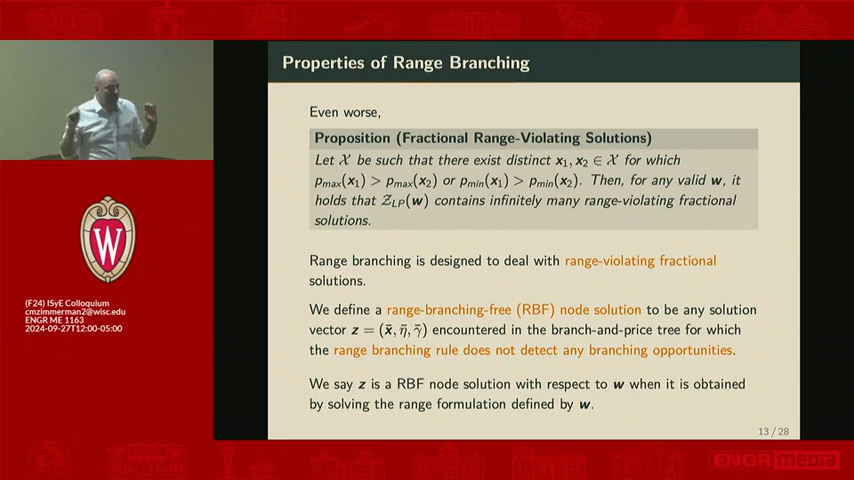 Properties of Range Branching
Even worse,
Proposition (Fractional Range-Violating Solutions)
Let 𝒳 be such that there exist distinct x₁, x₂ ∈ 𝒳 for which
pₘₐₓ(x₁) > pₘₐₓ(x₂) or pₘᵢₙ(x₁) > pₘᵢₙ(x₂). Then, for any valid w, it
holds that 𝒵_LP(w) contains infinitely many range-violating fractional
solutions.
Range branching is designed to deal with range-violating fractional
solutions.
We define a range-branching-free (RBF) node solution to be any solution
vector z = (x̄, η̄, γ̄) encountered in the branch-and-price tree for which
the range branching rule does not detect any branching opportunities.
We say z is a RBF node solution with respect to w when it is obtained
by solving the range formulation defined by w.
13 / 28
W
(F24) ISyE Colloquium
cmzimmerman2@wisc.edu
ENGR ME 1163
2024-09-27T12:00-05:00
ENGR media